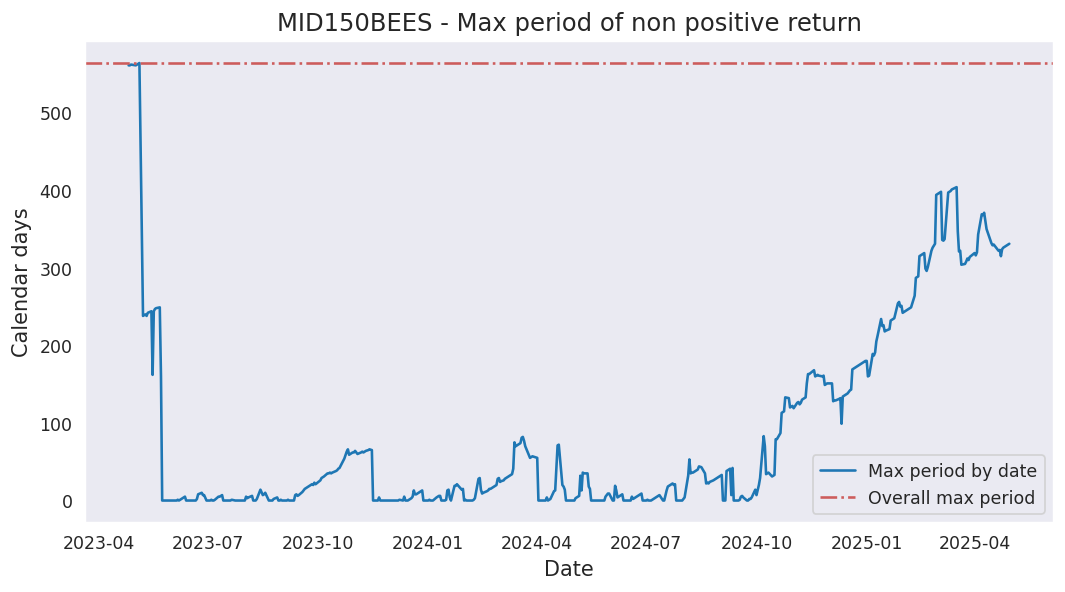 MID150BEES - Max period of non positive return
Calendar days
500
400
300
200
100
0
Max period by date
Overall max period
2023-04 2023-07 2023-10 2024-01 2024-04 2024-07 2024-10 2025-01 2025-04
Date